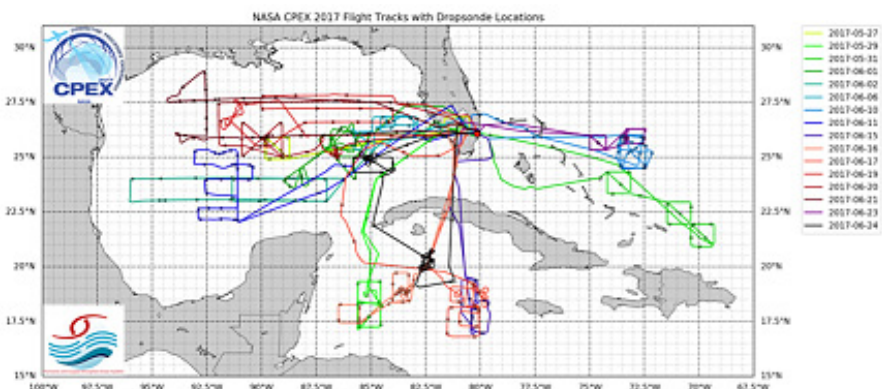 NASA CPEX 2017 Flight Tracks with Dropsonde Locations
30°N
27.5°N
25°N
22.5°N
20°N
17.5°N
15°N
30°N
27.5°N
25°N
22.5°N
20°N
17.5°N
15°N
100°W 97.5°W 95°W 92.5°W 90°W 87.5°W 85°W 82.5°W 80°W 77.5°W 75°W 72.5°W 70°W 67.5°W
CPEX
2017-05-27
2017-05-29
2017-05-31
2017-06-01
2017-06-02
2017-06-06
2017-06-10
2017-06-11
2017-06-15
2017-06-16
2017-06-17
2017-06-19
2017-06-20
2017-06-21
2017-06-23
2017-06-24